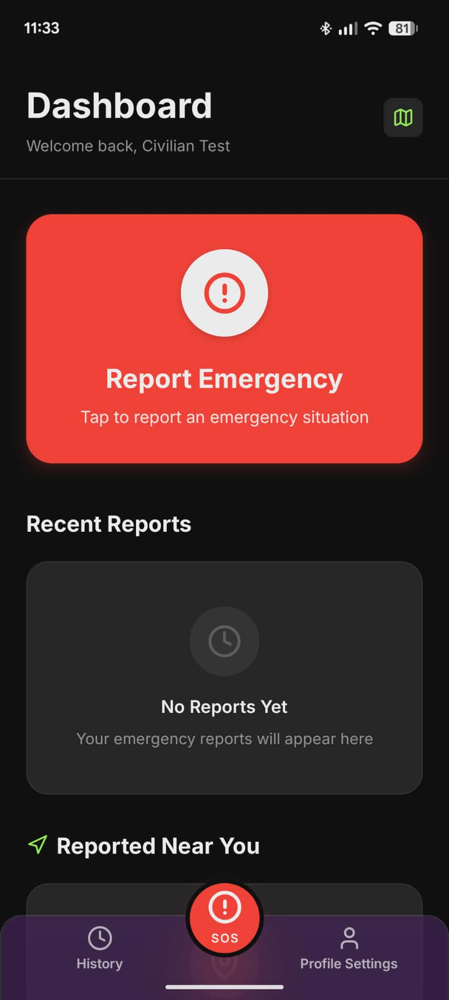 11:33
81
Dashboard
Welcome back, Civilian Test
Report Emergency
Tap to report an emergency situation
Recent Reports
No Reports Yet
Your emergency reports will appear here
Reported Near You
SOS
History
Profile Settings